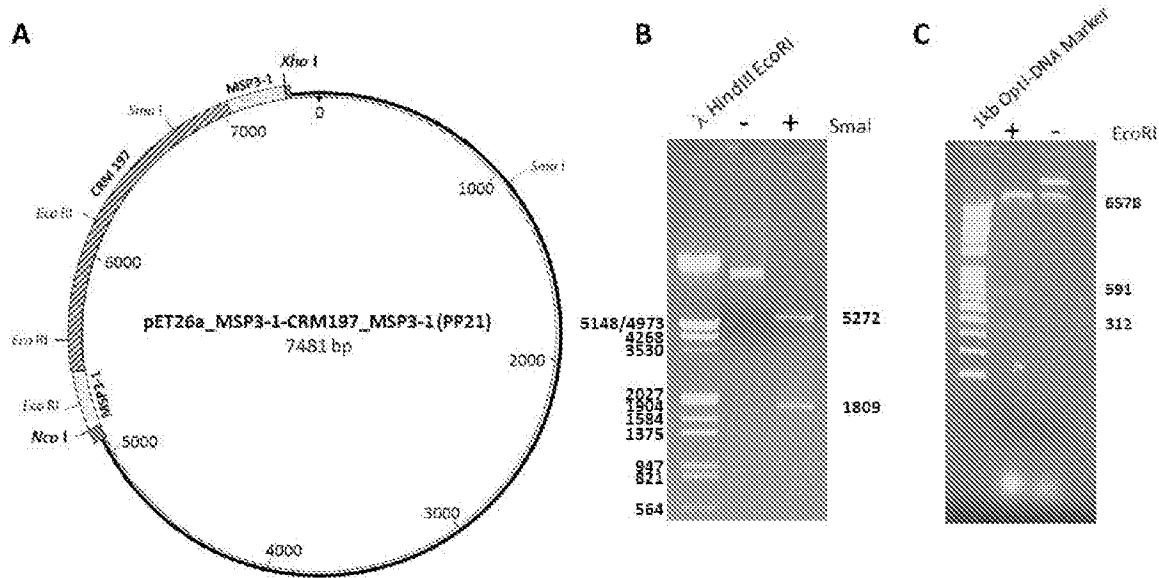 A
Xho I
MSP3-1
Sma I
7000
0
CRM 197
1000
Sma I
Eco RI
6000
pET26a_MSP3-1-CRM197_MSP3-1 (PP21)
7481 bp
Eco RI
2000
MSP3-1
Eco RI
Nco I
5000
3000
4000
B
λ HindIII EcoRI
- + SmaI
5148/4973
4268
3530
2027
1904
1584
1375
947
821
564
5272
1809
C
1kb Opti-DNA Marker
+ - EcoRI
6578
591
312